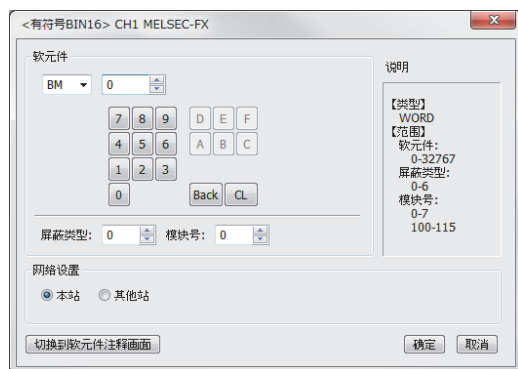 <有符号BIN16> CH1 MELSEC-FX
软元件
BM 0
7 8 9 D E F
4 5 6 A B C
1 2 3
0 Back CL
屏蔽类型: 0 模块号: 0
说明
【类型】
WORD
【范围】
软元件:
0-32767
屏蔽类型:
0-6
模块号:
0-7
100-115
网络设置
本站 其他站
切换到软元件注释画面 确定 取消